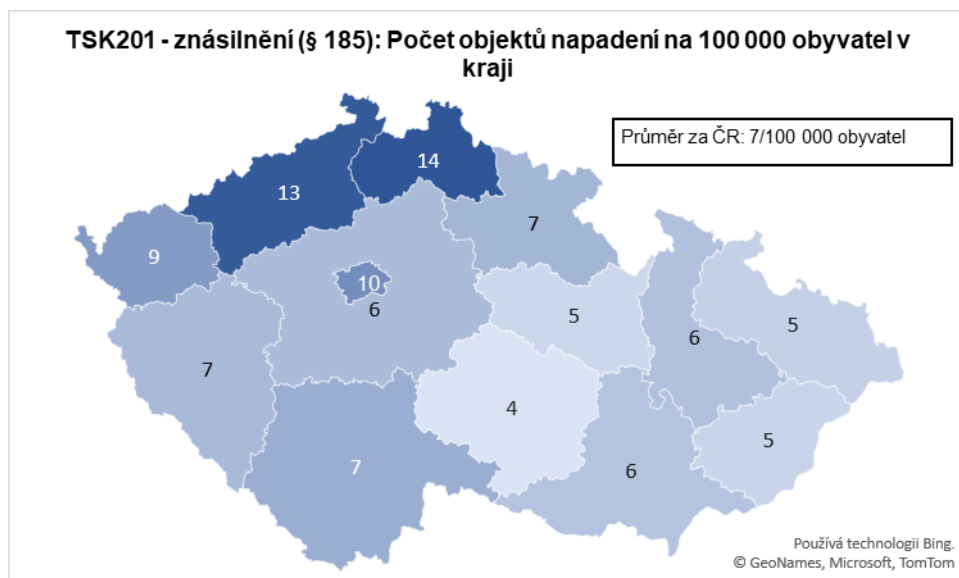 TSK201 - znásilnění (§ 185): Počet objektů napadení na 100 000 obyvatel v
kraji
Průměr za ČR: 7/100 000 obyvatel
14
13
7
9
10
6
5
5
6
7
4
5
7
6
Používá technologii Bing.
© GeoNames, Microsoft, TomTom